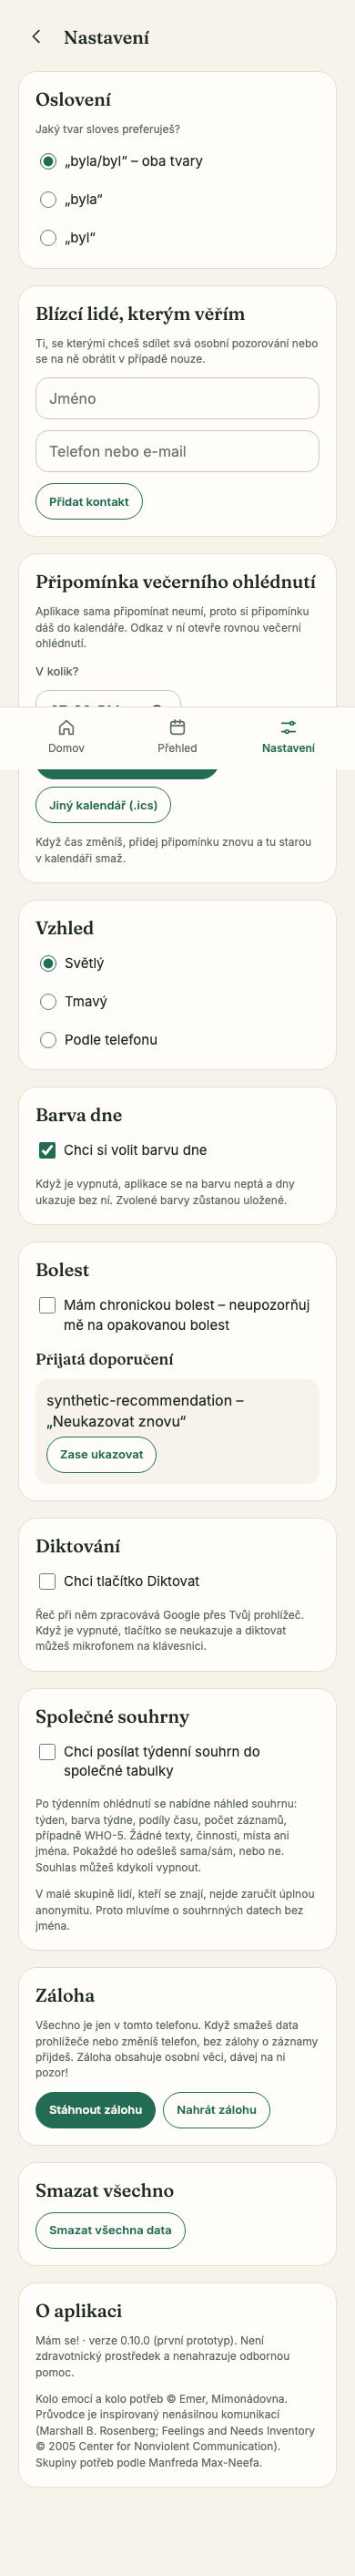 Nastavení
Oslovení
Jaký tvar sloves preferuješ?
„byla/byl“ – oba tvary
„byla“
„byl“
Blízcí lidé, kterým věřím
Ti, se kterými chceš sdílet svá osobní pozorování nebo
se na ně obrátit v případě nouze.
Jméno
Telefon nebo e-mail
Přidat kontakt
Připomínka večerního ohlédnutí
Aplikace sama připomínat neumí, proto si připomínku
dáš do kalendáře. Odkaz v ní otevře rovnou večerní
ohlédnutí.
V kolik?
Domov
Přehled
Nastavení
Jiný kalendář (.ics)
Když čas změníš, přidej připomínku znovu a tu starou
v kalendáři smaž.
Vzhled
Světlý
Tmavý
Podle telefonu
Barva dne
Chci si volit barvu dne
Když je vypnutá, aplikace se na barvu neptá a dny
ukazuje bez ní. Zvolené barvy zůstanou uložené.
Bolest
Mám chronickou bolest – neupozorňuj
mě na opakovanou bolest
Přijatá doporučení
synthetic-recommendation –
„Neukazovat znovu“
Zase ukazovat
Diktování
Chci tlačítko Diktovat
Řeč při něm zpracovává Google přes Tvůj prohlížeč.
Když je vypnuté, tlačítko se neukazuje a diktovat
můžeš mikrofonem na klávesnici.
Společné souhrny
Chci posílat týdenní souhrn do
společné tabulky
Po týdenním ohlédnutí se nabídne náhled souhrnu:
týden, barva týdne, podíly času, počet záznamů,
případně WHO-5. Žádné texty, činnosti, místa ani
jména. Pokaždé ho odešleš sama/sám, nebo ne.
Souhlas můžeš kdykoli vypnout.
V malé skupině lidí, kteří se znají, nejde zaručit úplnou
anonymitu. Proto mluvíme o souhrnných datech bez
jména.
Záloha
Všechno je jen v tomto telefonu. Když smažeš data
prohlížeče nebo změníš telefon, bez zálohy o záznamy
přijdeš. Záloha obsahuje osobní věci, dávej na ni
pozor!
Stáhnout zálohu
Nahrát zálohu
Smazat všechno
Smazat všechna data
O aplikaci
Mám se! · verze 0.10.0 (první prototyp). Není
zdravotnický prostředek a nenahrazuje odbornou
pomoc.
Kolo emocí a kolo potřeb © Emer, Mimonádovna.
Průvodce je inspirovaný nenásilnou komunikací
(Marshall B. Rosenberg; Feelings and Needs Inventory
© 2005 Center for Nonviolent Communication).
Skupiny potřeb podle Manfreda Max-Neefa.